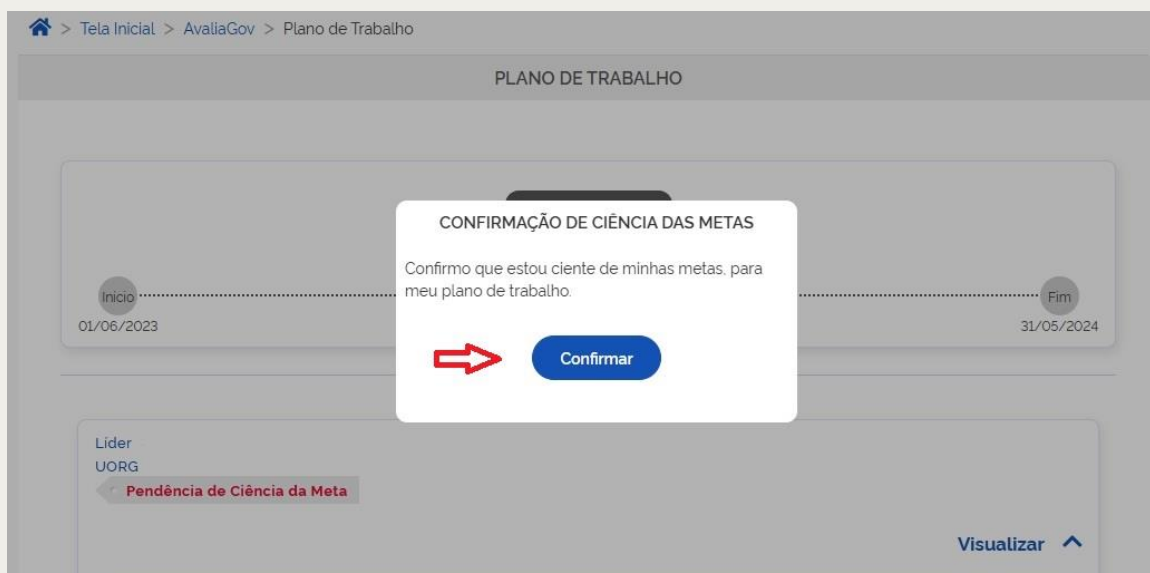 > Tela Inicial > AvaliaGov > Plano de Trabalho
PLANO DE TRABALHO
CONFIRMAÇÃO DE CIÊNCIA DAS METAS
Confirmo que estou ciente de minhas metas, para
meu plano de trabalho.
Inicio
Fim
01/06/2023
31/05/2024
Confirmar
Líder
UORG
Pendência de Ciência da Meta
Visualizar